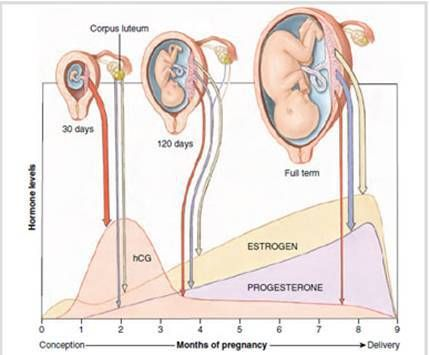 Corpus luteum
30 days
120 days
Full term
Hormone levels
hCG
ESTROGEN
PROGESTERONE
0 1 2 3 4 5 6 7 8 9
Conception Months of pregnancy Delivery